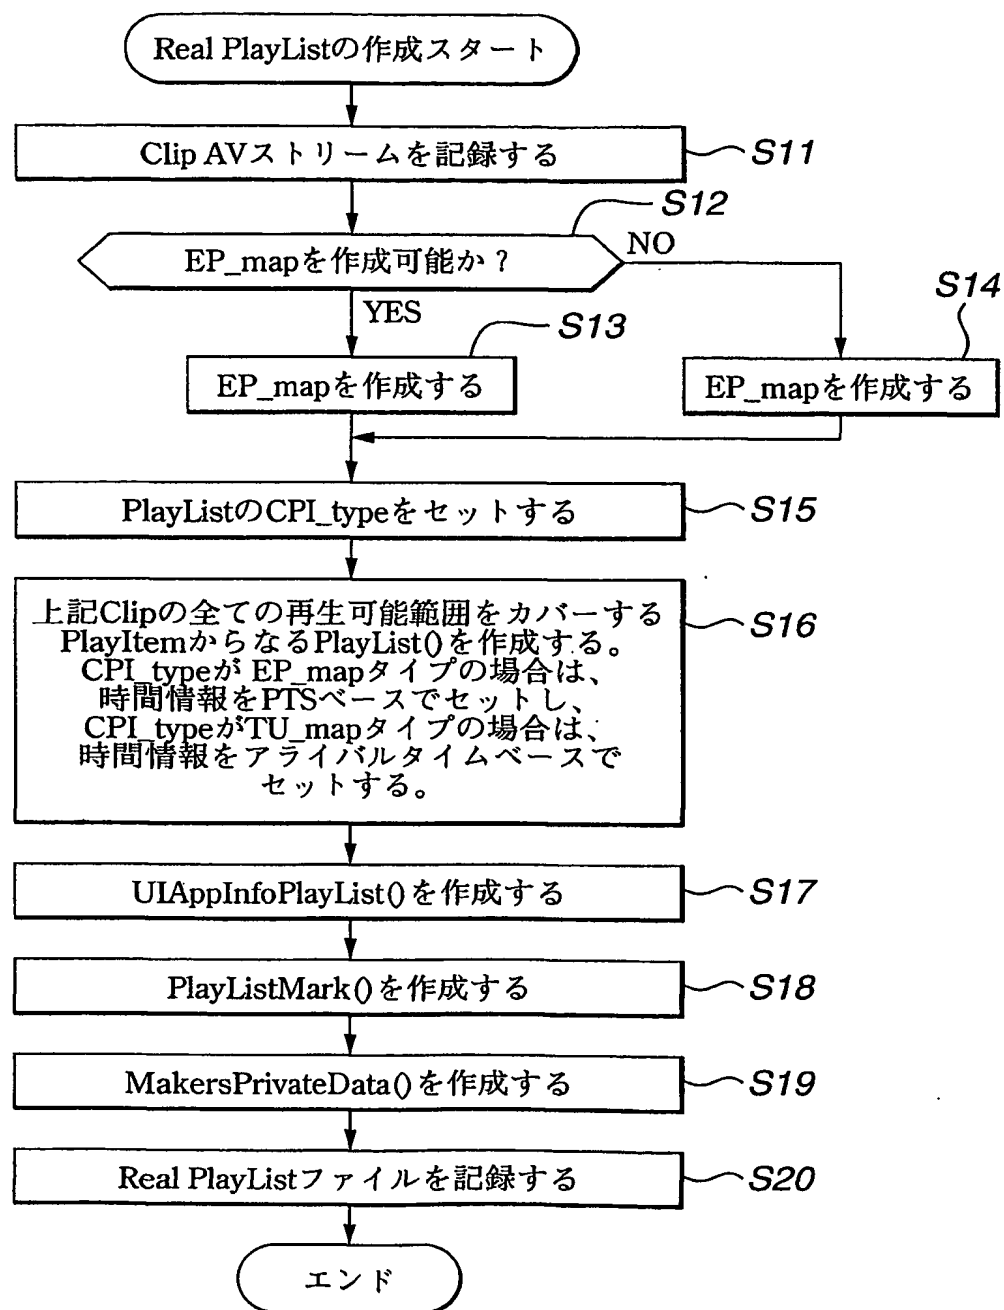 Real PlayListの作成スタート
Clip AVストリームを記録する
S11
S12
EP_mapを作成可能か？
NO
YES
S13
S14
EP_mapを作成する
EP_mapを作成する
PlayListのCPI_typeをセットする
S15
上記Clipの全ての再生可能範囲をカバーする
PlayItemからなるPlayList()を作成する。
CPI_typeが EP_mapタイプの場合は、
時間情報をPTSベースでセットし、
CPI_typeがTU_mapタイプの場合は、
時間情報をアライバルタイムベースで
セットする。
S16
UIAppInfoPlayList()を作成する
S17
PlayListMark()を作成する
S18
MakersPrivateData()を作成する
S19
Real PlayListファイルを記録する
S20
エンド